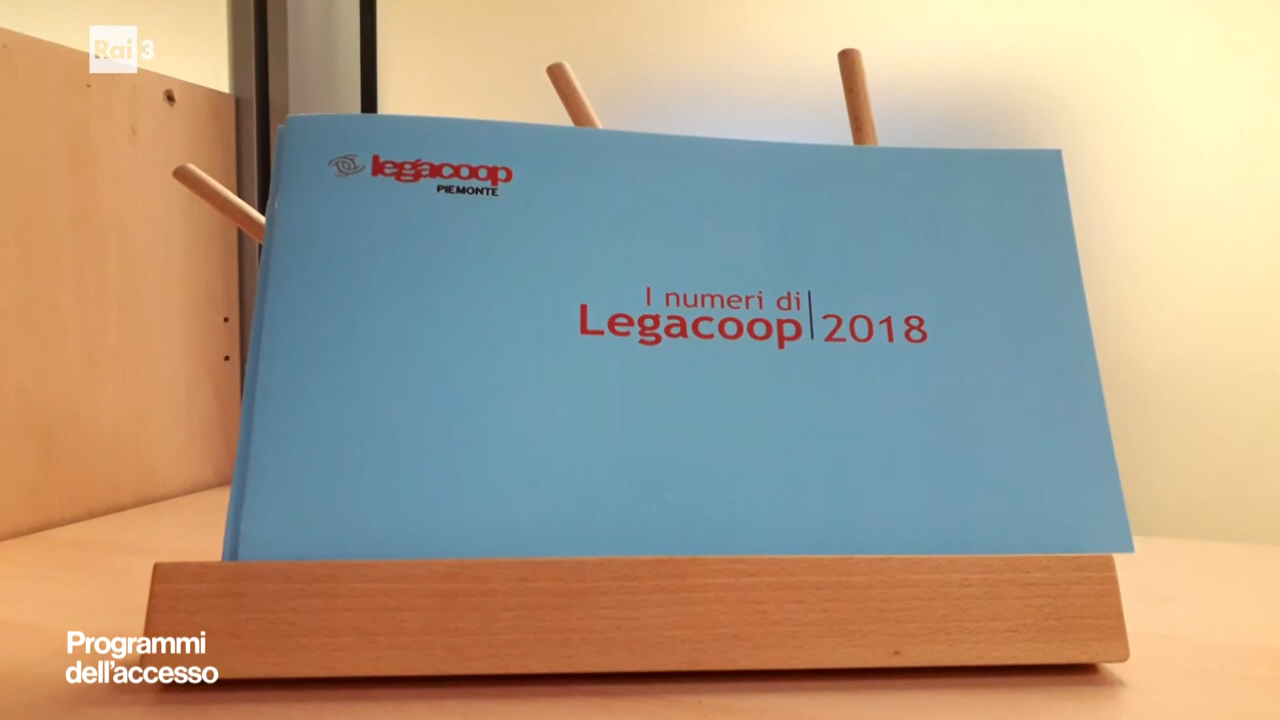 Rai 3
legacoop
PIEMONTE
I numeri di
Legacoop 2018
Programmi
dell'accesso